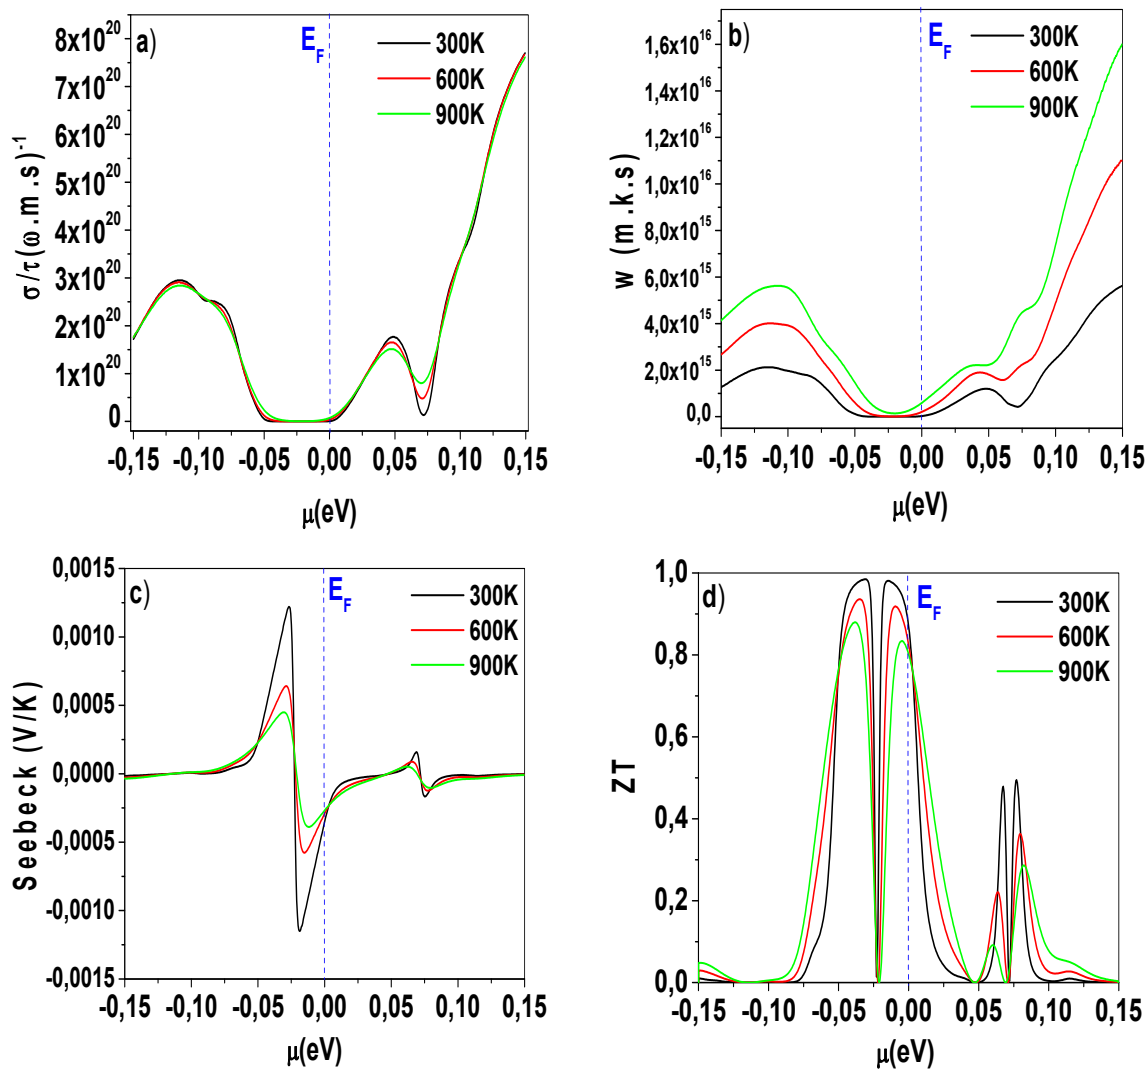 a)
E_F
300K
600K
900K
8x10^20
7x10^20
6x10^20
5x10^20
4x10^20
3x10^20
2x10^20
1x10^20
0
σ/τ(ω.m.s)^-1
-0,15 -0,10 -0,05 0,00 0,05 0,10 0,15
μ(eV)
b)
E_F
300K
600K
900K
1,6x10^16
1,4x10^16
1,2x10^16
1,0x10^16
8,0x10^15
6,0x10^15
4,0x10^15
2,0x10^15
0,0
w (m.k.s)
-0,15 -0,10 -0,05 0,00 0,05 0,10 0,15
μ(eV)
c)
E_F
300K
600K
900K
0,0015
0,0010
0,0005
0,0000
-0,0005
-0,0010
-0,0015
Seebeck (V/K)
-0,15 -0,10 -0,05 0,00 0,05 0,10 0,15
μ(eV)
d)
E_F
300K
600K
900K
1,0
0,8
0,6
0,4
0,2
0,0
ZT
-0,15 -0,10 -0,05 0,00 0,05 0,10 0,15
μ(eV)